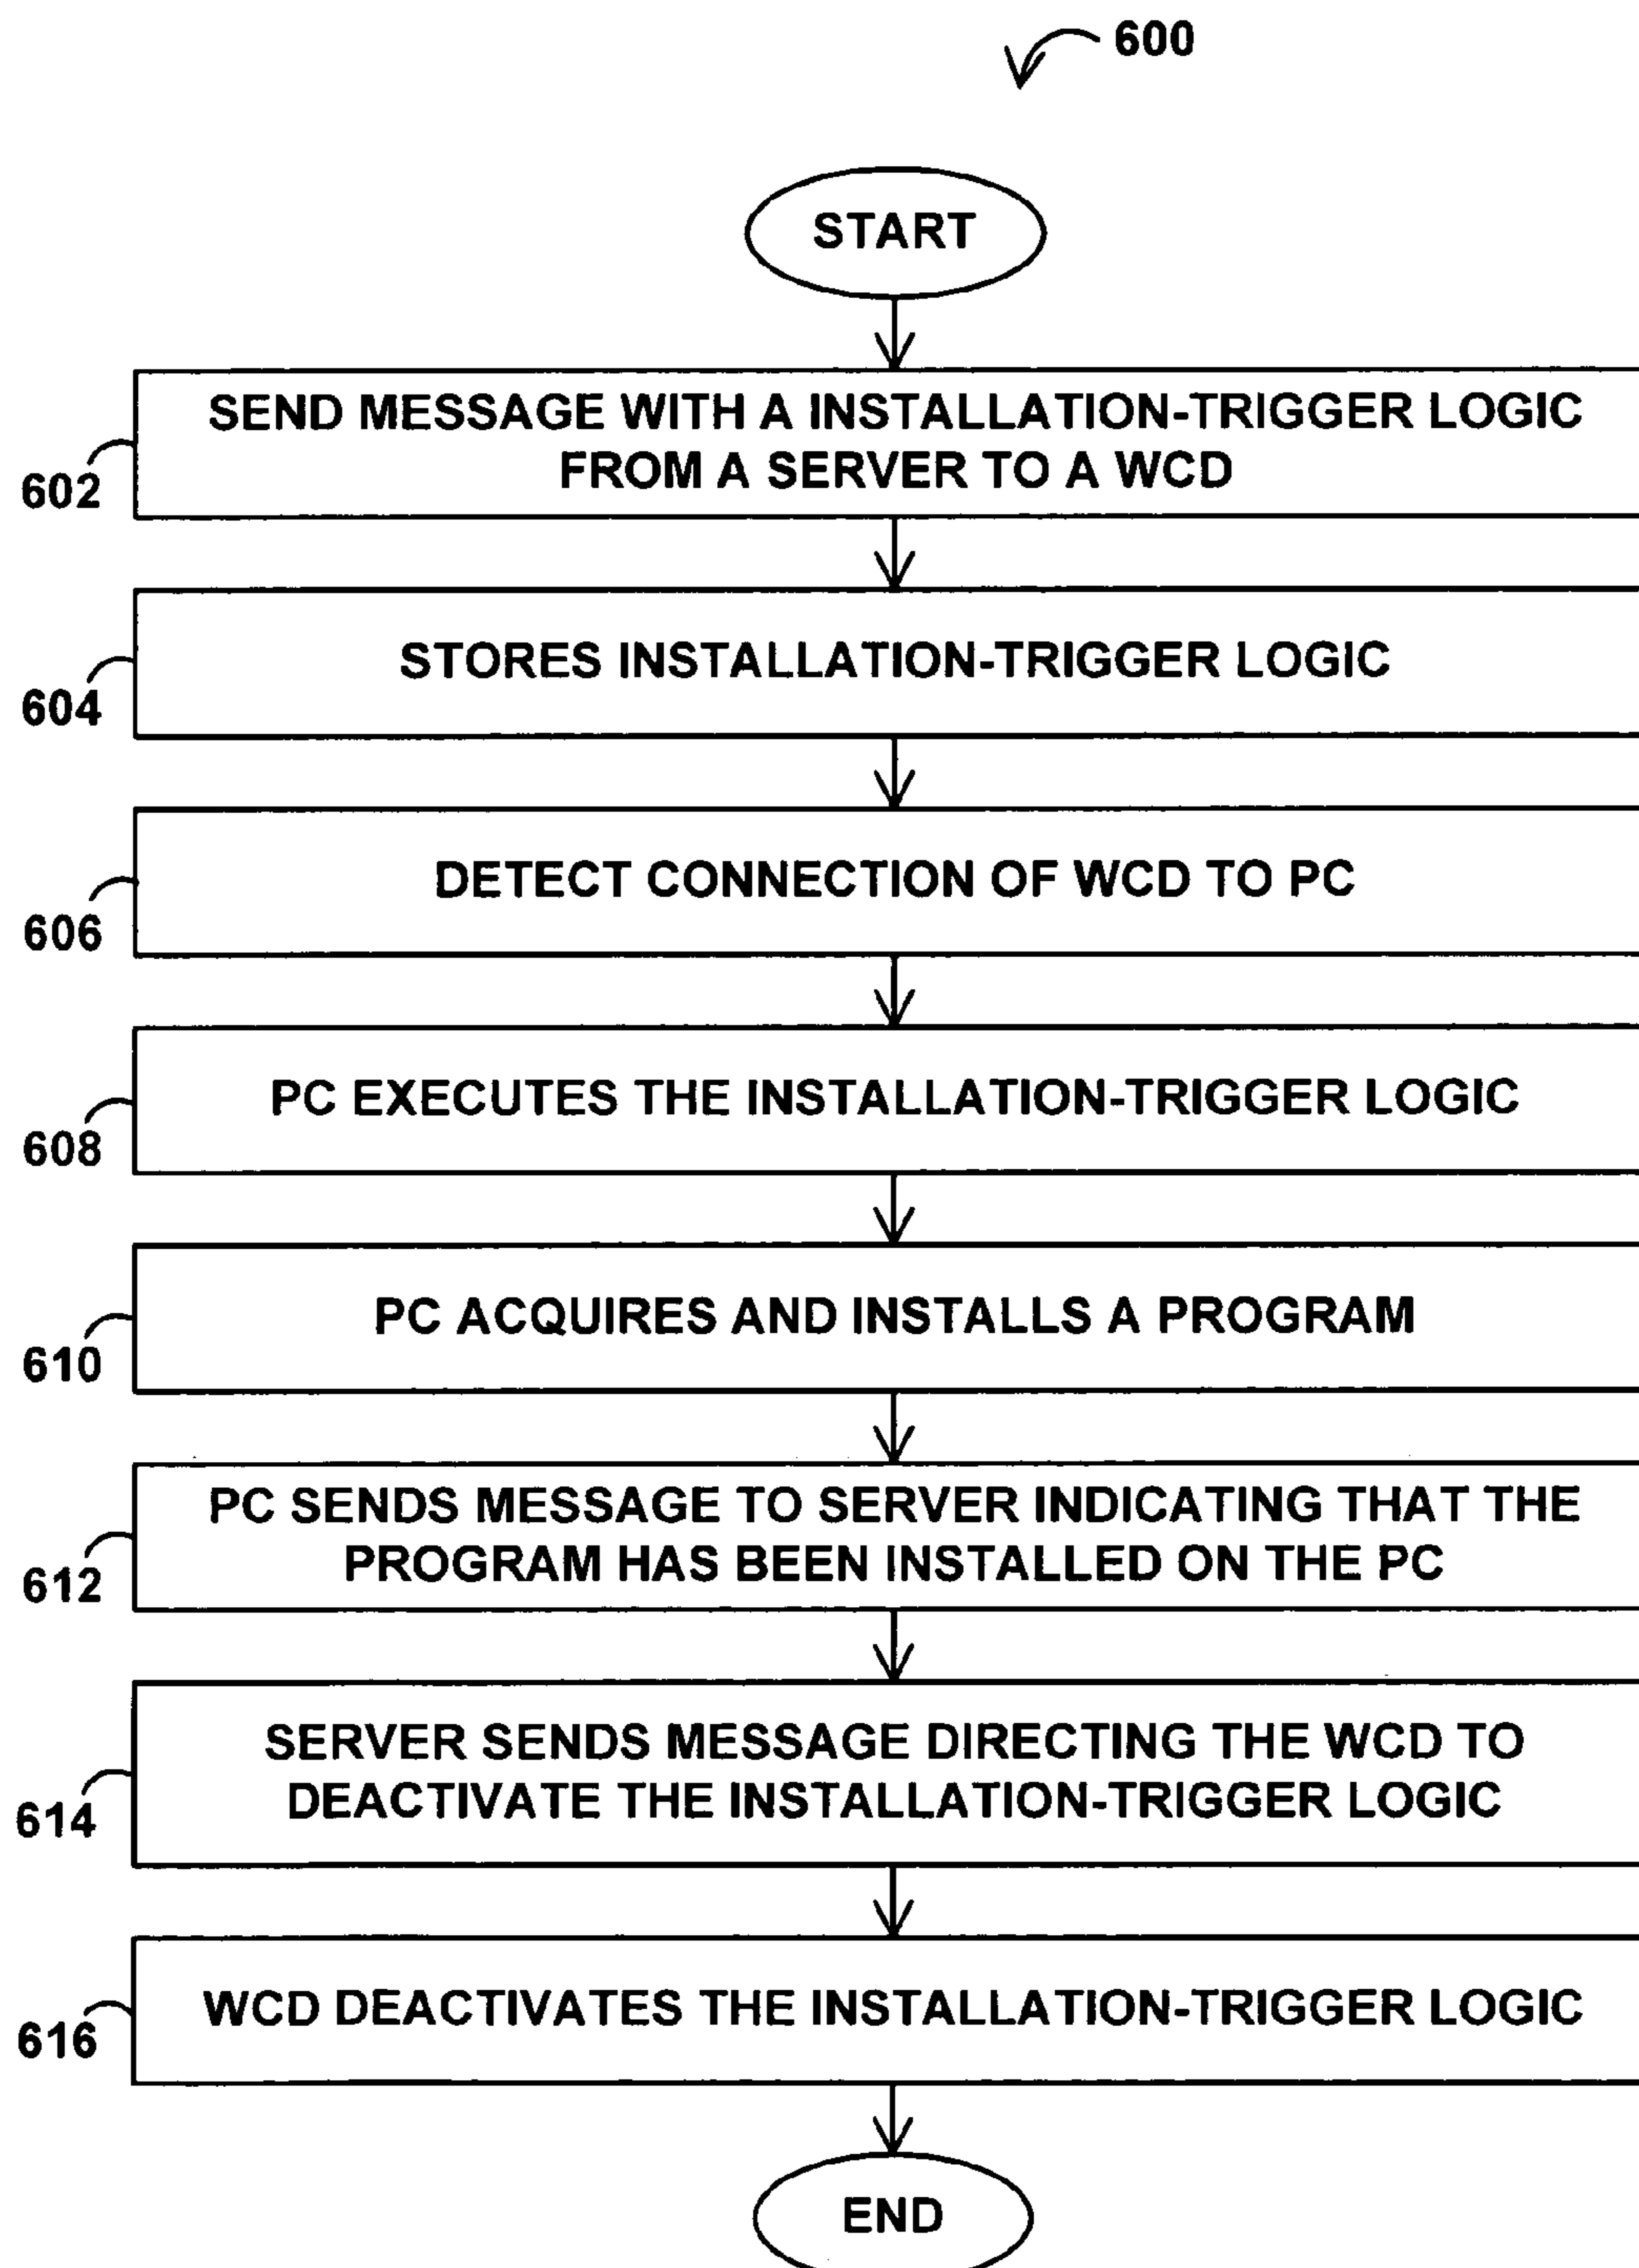 600
START
SEND MESSAGE WITH A INSTALLATION-TRIGGER LOGIC
FROM A SERVER TO A WCD
602
STORES INSTALLATION-TRIGGER LOGIC
604
DETECT CONNECTION OF WCD TO PC
606
PC EXECUTES THE INSTALLATION-TRIGGER LOGIC
608
PC ACQUIRES AND INSTALLS A PROGRAM
610
PC SENDS MESSAGE TO SERVER INDICATING THAT THE
PROGRAM HAS BEEN INSTALLED ON THE PC
612
SERVER SENDS MESSAGE DIRECTING THE WCD TO
DEACTIVATE THE INSTALLATION-TRIGGER LOGIC
614
WCD DEACTIVATES THE INSTALLATION-TRIGGER LOGIC
616
END